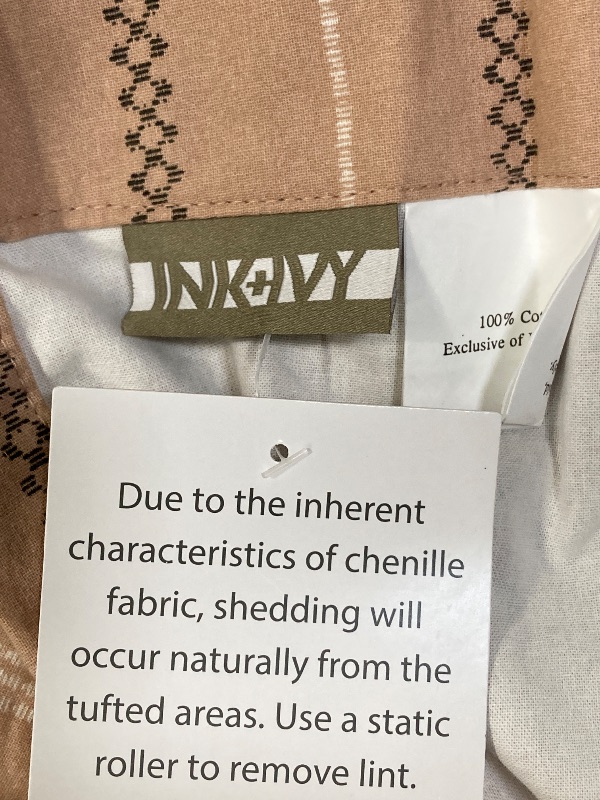 INK+IVY
100% Co
Exclusive of
Due to the inherent
characteristics of chenille
fabric, shedding will
occur naturally from the
tufted areas. Use a static
roller to remove lint.